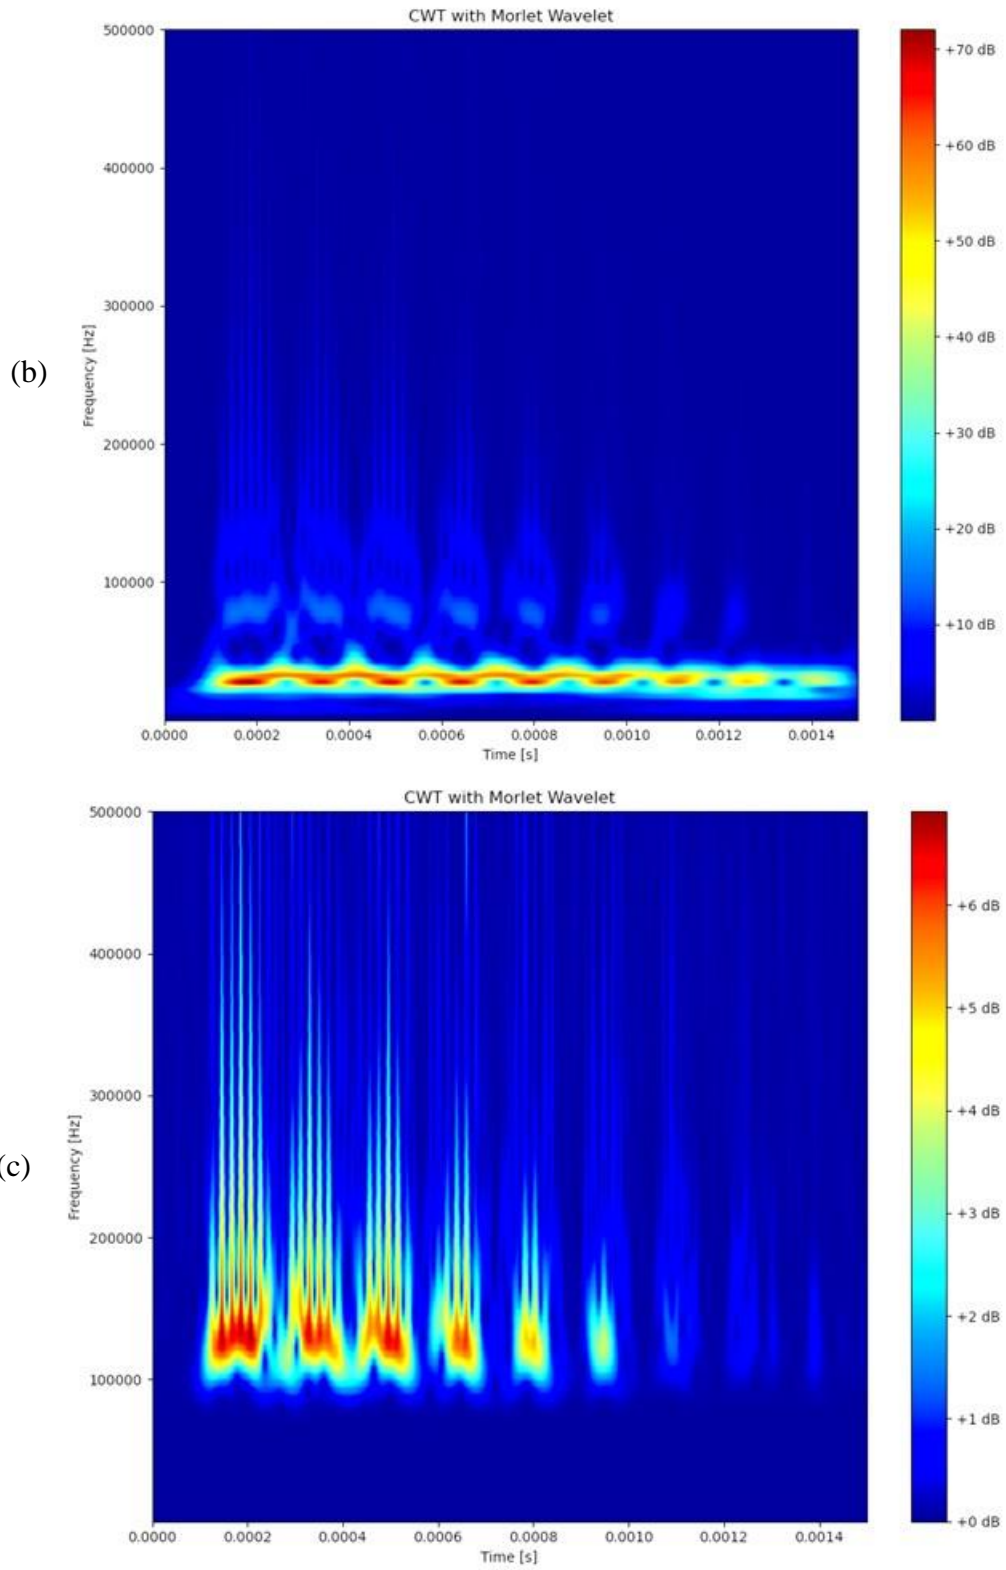 CWT with Morlet Wavelet
500000
400000
300000
200000
100000
Frequency [Hz]
(b)
0.0000 0.0002 0.0004 0.0006 0.0008 0.0010 0.0012 0.0014
Time [s]
+70 dB
+60 dB
+50 dB
+40 dB
+30 dB
+20 dB
+10 dB
CWT with Morlet Wavelet
500000
400000
300000
200000
100000
Frequency [Hz]
(c)
0.0000 0.0002 0.0004 0.0006 0.0008 0.0010 0.0012 0.0014
Time [s]
+6 dB
+5 dB
+4 dB
+3 dB
+2 dB
+1 dB
+0 dB